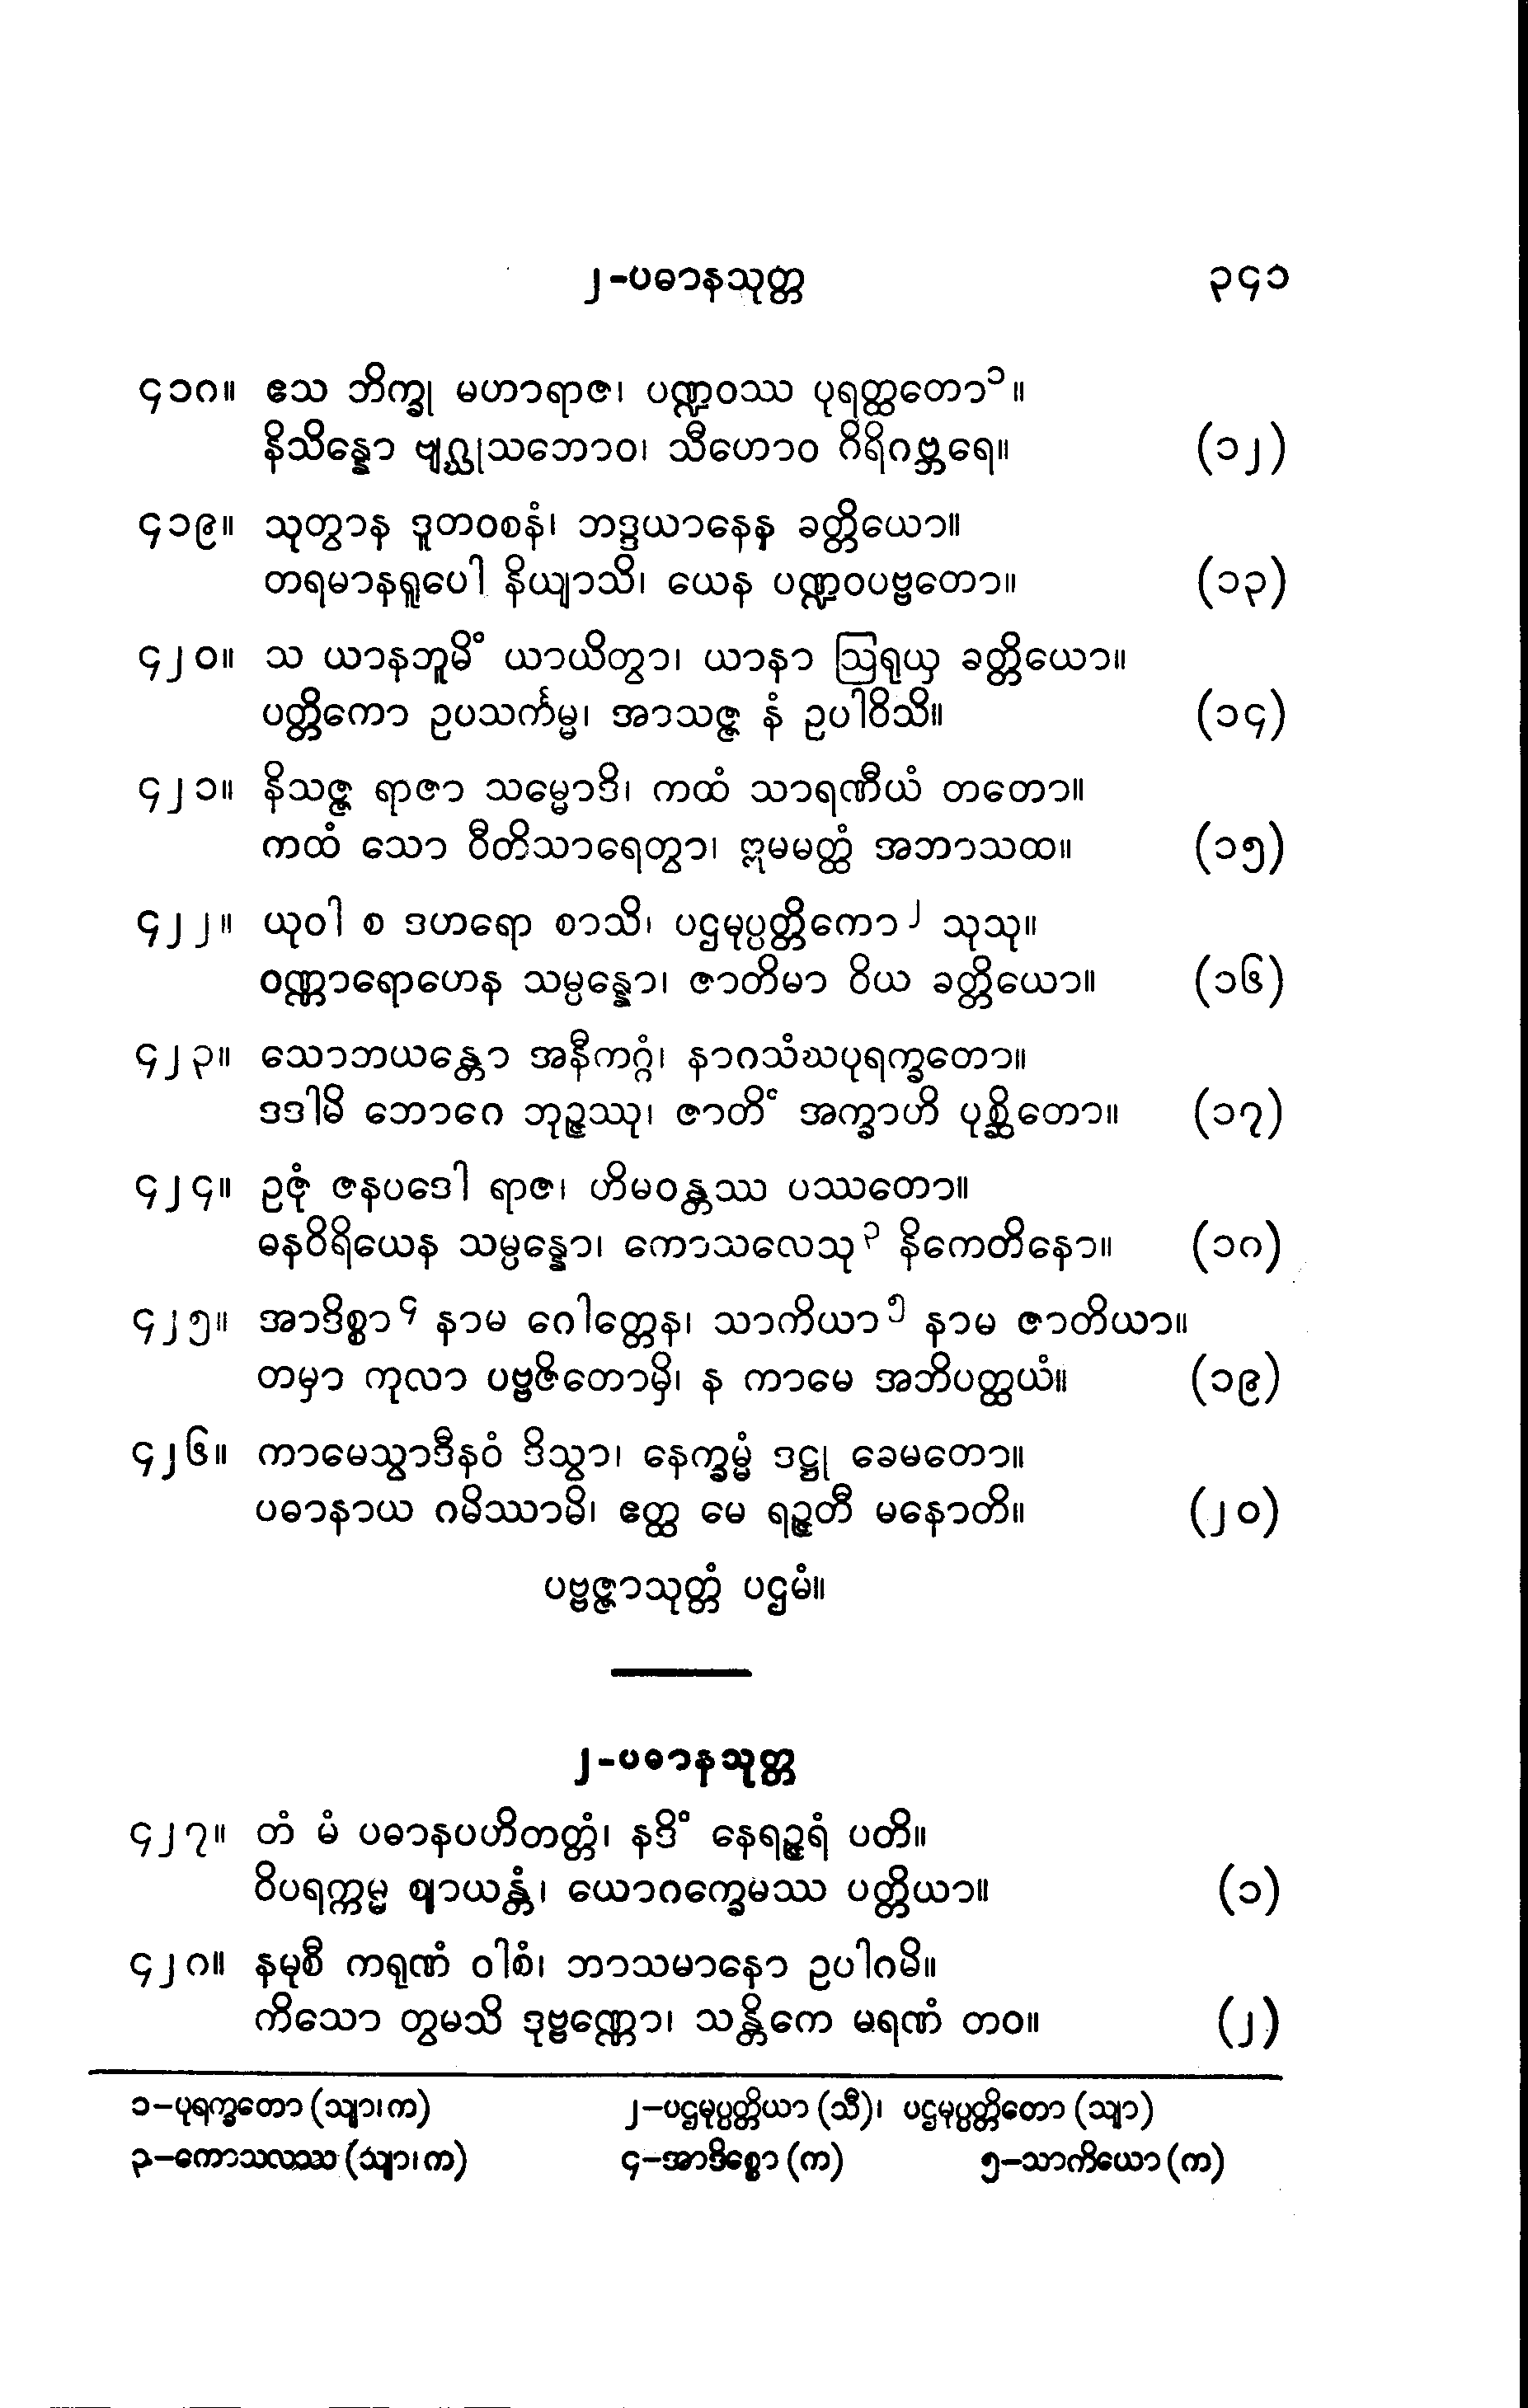 ၂-ပဓာနသုတ္တ ၃၄၁
၄၁၈။ ဧသ ဘိက္ခု မဟာရာဇ၊ ပဏ္ဍဝဿ ပုရတ္ထတော၁။
နိသိန္နော ဗျဂ္ဃုသဘောဝ၊ သီဟောဝ ဂိရိဂဗ္ဘရေ။ (၁၂)
၄၁၉။ သုတွာန ဒူတဝစနံ၊ ဘဒ္ဒယာနေန ခတ္တိယော။
တရမာနရူပေါ နိယျာသိ၊ ယေန ပဏ္ဍဝပဗ္ဗတော။ (၁၃)
၄၂၀။ သ ယာနဘူမိံ ယာယိတွာ၊ ယာနာ ဩရုယှ ခတ္တိယော။
ပတ္တိကော ဥပသင်္ကမ္မ၊ အာသဇ္ဇ နံ ဥပါဝိသိ။ (၁၄)
၄၂၁။ နိသဇ္ဇ ရာဇာ သမ္မောဒိ၊ ကထံ သာရဏီယံ တတော။
ကထံ သော ဝီတိသာရေတွာ၊ ဣမမတ္ထံ အဘာသထ။ (၁၅)
၄၂၂။ ယုဝါ စ ဒဟရော စာသိ၊ ပဌမုပ္ပတ္တိကော၂ သုသု။
ဝဏ္ဏာရောဟေန သမ္ပန္နော၊ ဇာတိမာ ဝိယ ခတ္တိယော။ (၁၆)
၄၂၃။ သောဘယန္တော အနီကဂ္ဂံ၊ နာဂသံဃပုရက္ခတော။
ဒဒါမိ ဘောဂေ ဘုဉ္ဇဿု၊ ဇာတိံ အက္ခာဟိ ပုစ္ဆိတော။ (၁၇)
၄၂၄။ ဥဇုံ ဇနပဒေါ ရာဇ၊ ဟိမဝန္တဿ ပဿတော။
ဓနဝိရိယေန သမ္ပန္နော၊ ကောသလေသု၃ နိကေတိနော။ (၁၈)
၄၂၅။ အာဒိစ္စာ၄ နာမ ဂေါတ္တေန၊ သာကိယာ၅ နာမ ဇာတိယာ။
တမှာ ကုလာ ပဗ္ဗဇိတောမှိ၊ န ကာမေ အဘိပတ္ထယံ။ (၁၉)
၄၂၆။ ကာမေသွာဒီနဝံ ဒိသွာ၊ နေက္ခမ္မံ ဒဋ္ဌု ခေမတော။
ပဓာနာယ ဂမိဿာမိ၊ ဧတ္ထ မေ ရဉ္ဇတီ မနောတိ။ (၂၀)
ပဗ္ဗဇ္ဇာသုတ္တံ ပဌမံ။
၂-ပဓာနသုတ္တ
၄၂၇။ တံ မံ ပဓာနပဟိတတ္တံ၊ နဒိံ နေရဉ္ဇရံ ပတိ။
ဝိပရက္ကမ္မ ဈာယန္တံ၊ ယောဂက္ခေမဿ ပတ္တိယာ။ (၁)
၄၂၈။ နမုစီ ကရုဏံ ဝါစံ၊ ဘာသမာနော ဥပါဂမိ။
ကိသော တွမသိ ဒုဗ္ဗဏ္ဏော၊ သန္တိကေ မရဏံ တဝ။ (၂)
၁-ပုရက္ခတော (သျာ၊ က) ၂-ပဌမုပ္ပတ္တိယာ (သီ)၊ ပဌမုပ္ပတ္တိတော (သျာ)
၃-ကောသလဿ (သျာ၊ က) ၄-အာဒိစ္စော (က) ၅-သာကိယော (က)